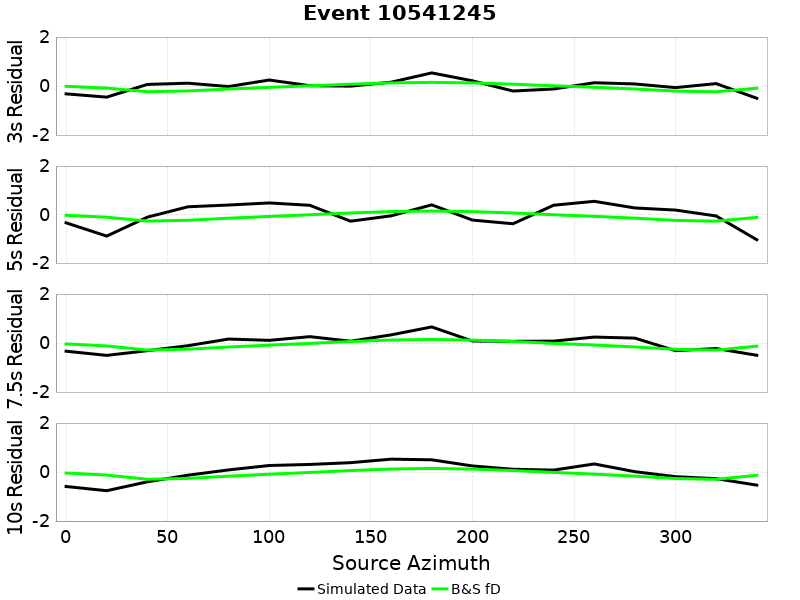 Event 10541245
3s Residual
2
0
-2
5s Residual
2
0
-2
7.5s Residual
2
0
-2
10s Residual
2
0
-2
0 50 100 150 200 250 300
Source Azimuth
Simulated Data B&S fD